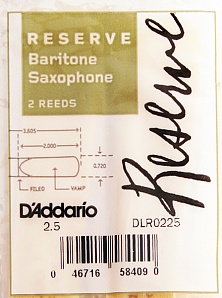 RESERVE
Baritone
Saxophone
2 REEDS
Reserve
3.605
2.000
0.720
FILED
VAMP
D'Addario
2.5
DLR0225
0 46716 58409 0